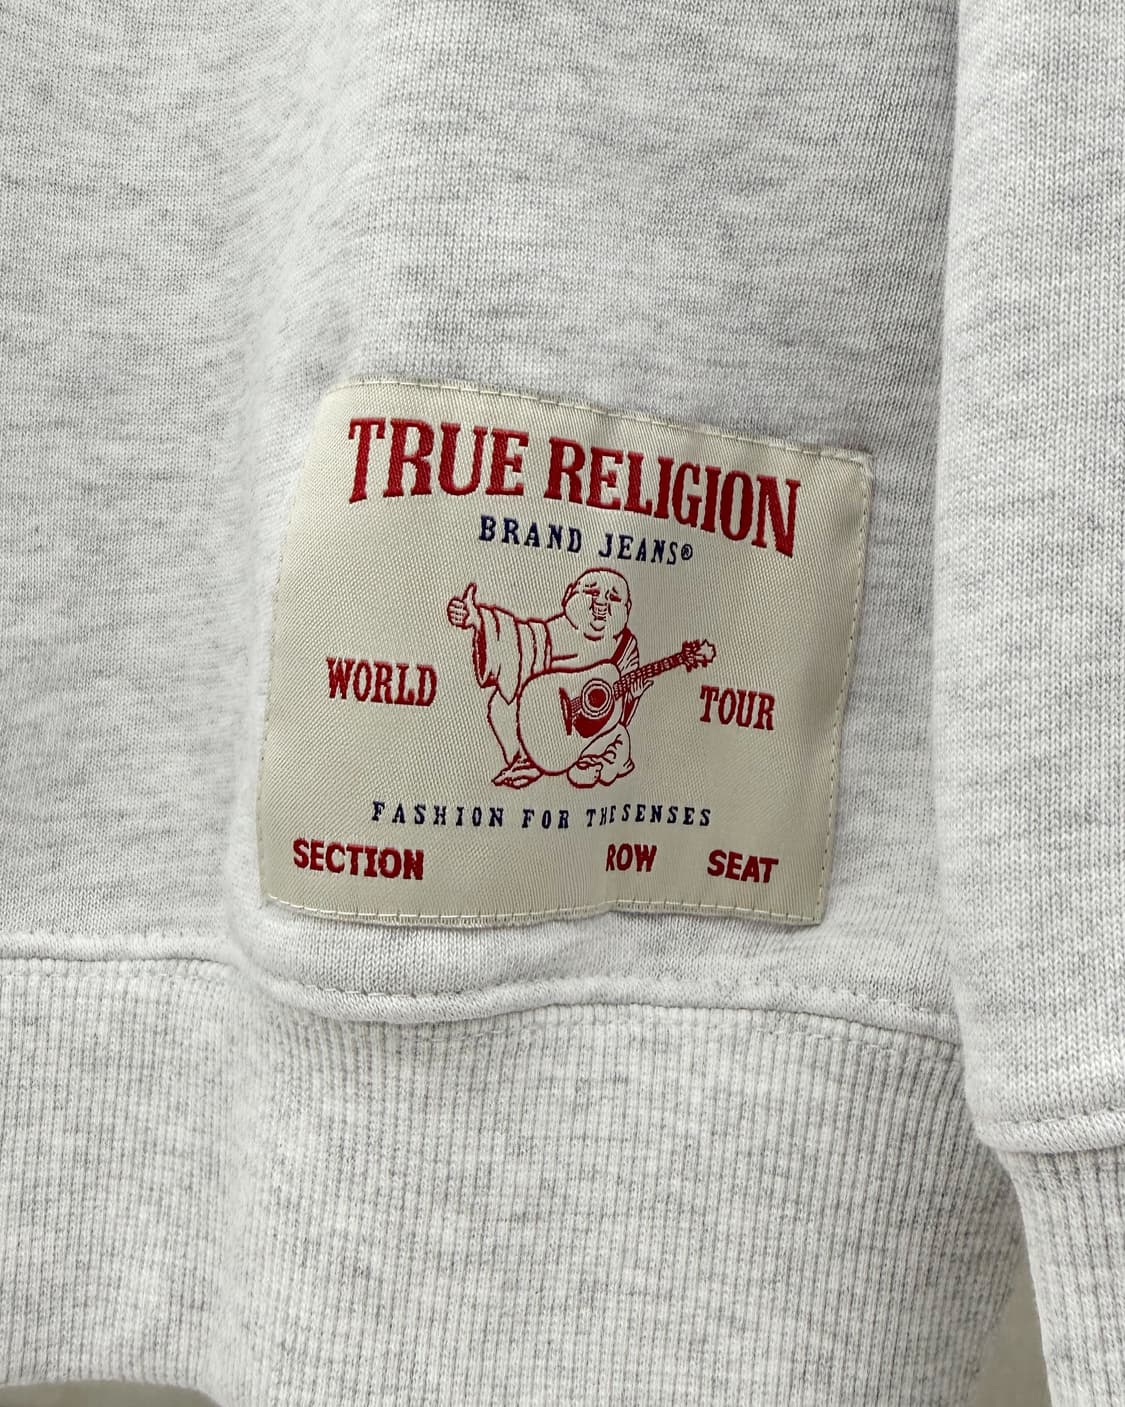 TRUE RELIGION
BRAND JEANS®
WORLD TOUR
FASHION FOR THE SENSES
SECTION ROW SEAT